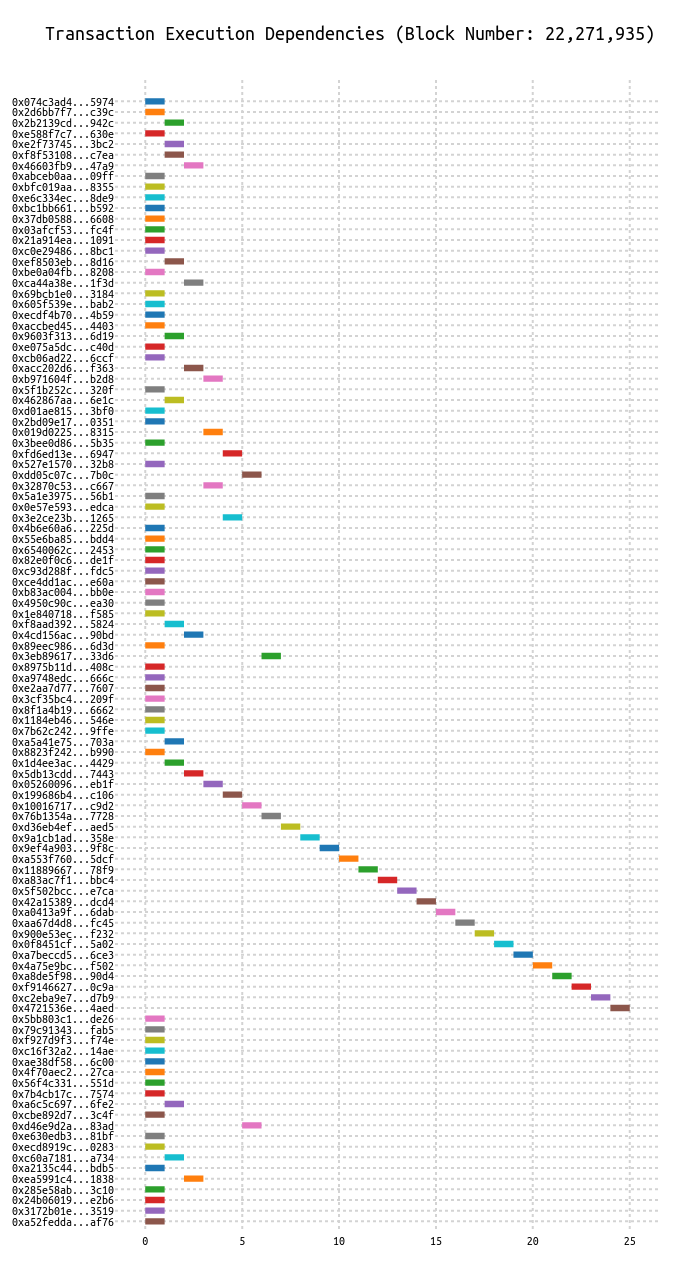 Transaction Execution Dependencies (Block Number: 22,271,935)
0x074c3ad4...5974
0x2d6bb7f7...c39c
0x2b2139cd...942c
0xe588f7c7...630e
0xe2f73745...3bc2
0xf8f53108...c7ea
0x46603fb9...47a9
0xabceb0aa...09ff
0xbfc019aa...8355
0xe6c334ec...8de9
0xbc1bb661...b592
0x37db0588...6608
0x03afcf53...fc4f
0x21a914ea...1091
0xc0e29486...8bc1
0xef8503eb...8d16
0xbe0a04fb...8208
0xca44a38e...1f3d
0x69bcb1e0...3184
0x605f539e...bab2
0xecdf4b70...4b59
0xaccbed45...4403
0x9603f313...6d19
0xe075a5dc...c40d
0xcb06ad22...6ccf
0xacc202d6...f363
0xb971604f...b2d8
0x5f1b252c...320f
0x462867aa...6e1c
0xd01ae815...3bf0
0x2bd09e17...0351
0x019d0225...8315
0x3bee0d86...5b35
0xfd6ed13e...6947
0x527e1570...32b8
0xdd05c07c...7b0c
0x32870c53...c667
0x5a1e3975...56b1
0x0e57e593...edca
0x3e2ce23b...1265
0x4b6e60a6...225d
0x55e6ba85...bdd4
0x6540062c...2453
0x82e0f0c6...de1f
0xc93d288f...fdc5
0xce4dd1ac...e60a
0xb83ac004...bb0e
0x4950c90c...ea30
0x1e840718...f585
0xf8aad392...5824
0x4cd156ac...90bd
0x89eec986...6d3d
0x3eb89617...33d6
0x8975b11d...408c
0xa9748edc...666c
0xe2aa7d77...7607
0x3cf35bc4...209f
0x8f1a4b19...6662
0x1184eb46...546e
0x7b62c242...9ffe
0xa5a41e75...703a
0x8823f242...b990
0x1d4ee3ac...4429
0x5db13cdd...7443
0x05260096...eb1f
0x199686b4...c106
0x10016717...c9d2
0x76b1354a...7728
0xd36eb4ef...aed5
0x9a1cb1ad...358e
0x9ef4a903...9f8c
0xa553f760...5dcf
0x11889667...78f9
0xa83ac7f1...bbc4
0x5f502bcc...e7ca
0x42a15389...dcd4
0xa0413a9f...6dab
0xaa67d4d8...fc45
0x900e53ec...f232
0x0f8451cf...5a02
0xa7beccd5...6ce3
0x4a75e9bc...f502
0xa8de5f98...90d4
0xf9146627...0c9a
0xc2eba9e7...d7b9
0x4721536e...4aed
0x5bb803c1...de26
0x79c91343...fab5
0xf927d9f3...f74e
0xc16f32a2...14ae
0xae38df58...6c00
0x4f70aec2...27ca
0x56f4c331...551d
0x7b4cb17c...7574
0xa6c5c697...6fe2
0xcbe892d7...3c4f
0xd46e9d2a...83ad
0xe630edb3...81bf
0xecd8919c...0283
0xc60a7181...a734
0xa2135c44...bdb5
0xea5991c4...1838
0x285e58ab...3c10
0x24b06019...e2b6
0x3172b01e...3519
0xa52fedda...af76
0 5 10 15 20 25